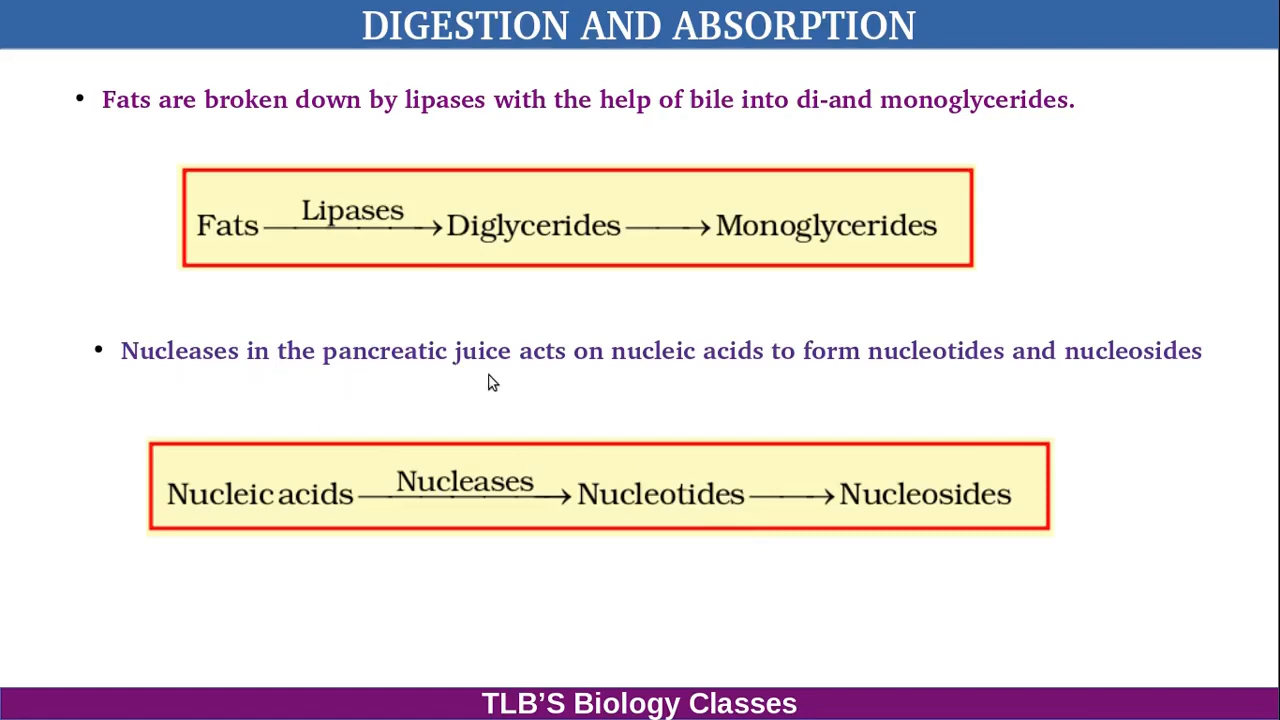 DIGESTION AND ABSORPTION
• Fats are broken down by lipases with the help of bile into di-and monoglycerides.
Lipases
Fats → Diglycerides → Monoglycerides
• Nucleases in the pancreatic juice acts on nucleic acids to form nucleotides and nucleosides
Nucleases
Nucleic acids → Nucleotides → Nucleosides
TLB’S Biology Classes